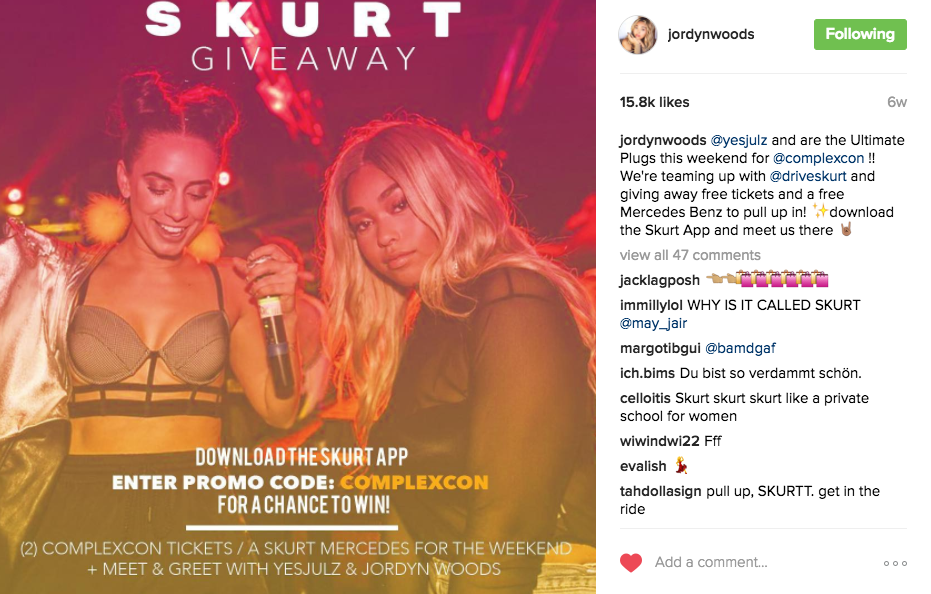 SKURT
GIVEAWAY
DOWNLOAD THE SKURT APP
ENTER PROMO CODE: COMPLEXCON
FOR A CHANCE TO WIN!
(2) COMPLEXCON TICKETS / A SKURT MERCEDES FOR THE WEEKEND
+ MEET & GREET WITH YESJULZ & JORDYN WOODS
jordynwoods
Following
15.8k likes
6w
jordynwoods @yesjulz and are the Ultimate
Plugs this weekend for @complexcon !!
We're teaming up with @driveskurt and
giving away free tickets and a free
Mercedes Benz to pull up in! ✨download
the Skurt App and meet us there 🤘🏽
view all 47 comments
jacklagposh 👈🏽👈🏽🛍🛍🛍🛍🛍🛍
immillylol WHY IS IT CALLED SKURT
@may_jair
margotibgui @bamdgaf
ich.bims Du bist so verdammt schön.
celloitis Skurt skurt skurt like a private
school for women
wiwindwi22 Fff
evalish 💃
tahdollasign pull up, SKURTT. get in the
ride
Add a comment...